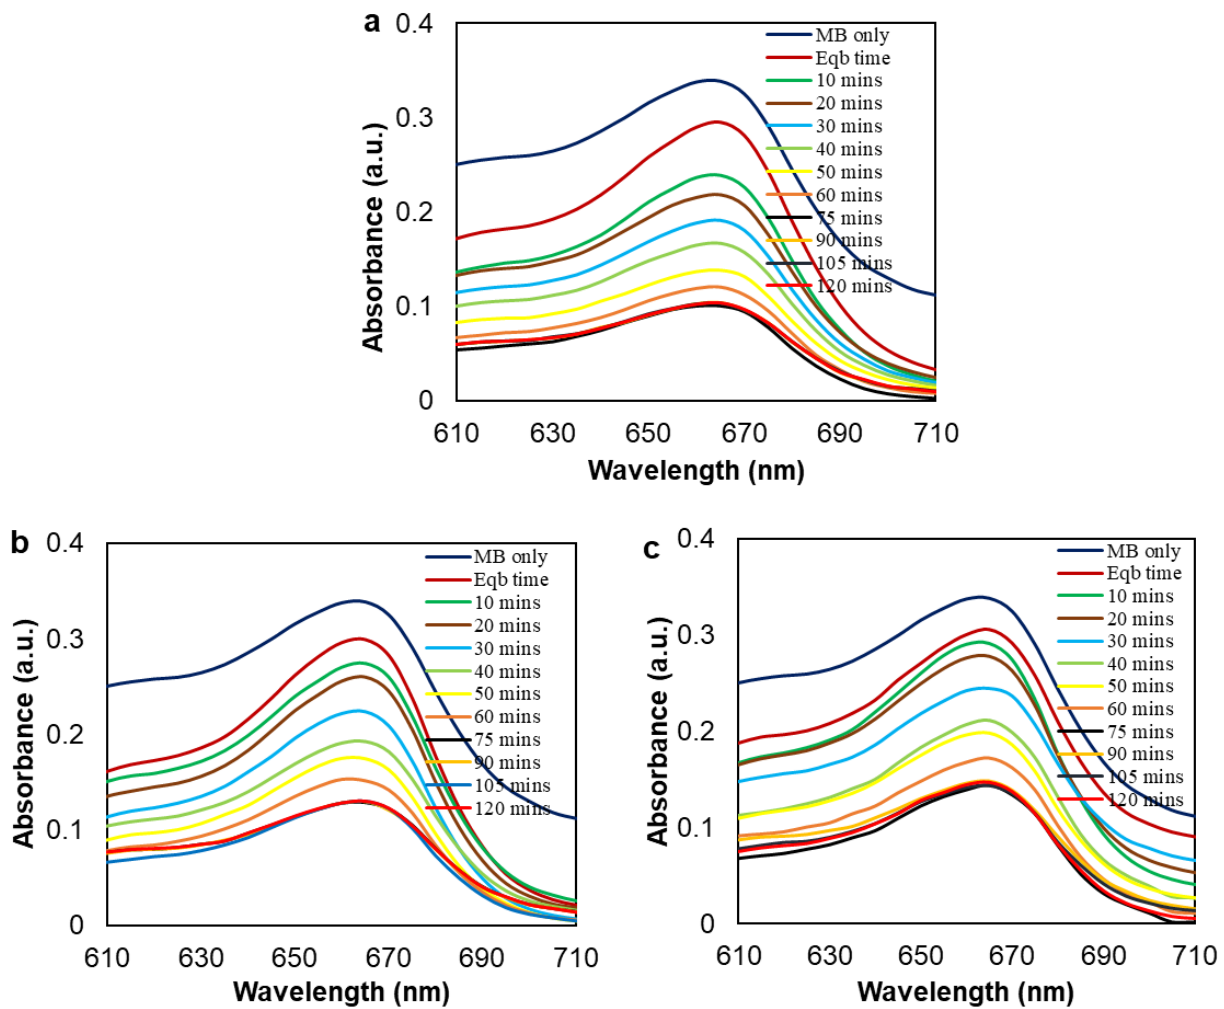 a
0.4
0.3
0.2
0.1
0
Absorbance (a.u.)
MB only
Eqb time
10 mins
20 mins
30 mins
40 mins
50 mins
60 mins
75 mins
90 mins
105 mins
120 mins
610 630 650 670 690 710
Wavelength (nm)
b
0.4
0.3
0.2
0.1
0
Absorbance (a.u.)
MB only
Eqb time
10 mins
20 mins
30 mins
40 mins
50 mins
60 mins
75 mins
90 mins
105 mins
120 mins
610 630 650 670 690 710
Wavelength (nm)
c
0.4
0.3
0.2
0.1
0
Absorbance (a.u.)
MB only
Eqb time
10 mins
20 mins
30 mins
40 mins
50 mins
60 mins
75 mins
90 mins
105 mins
120 mins
610 630 650 670 690 710
Wavelength (nm)